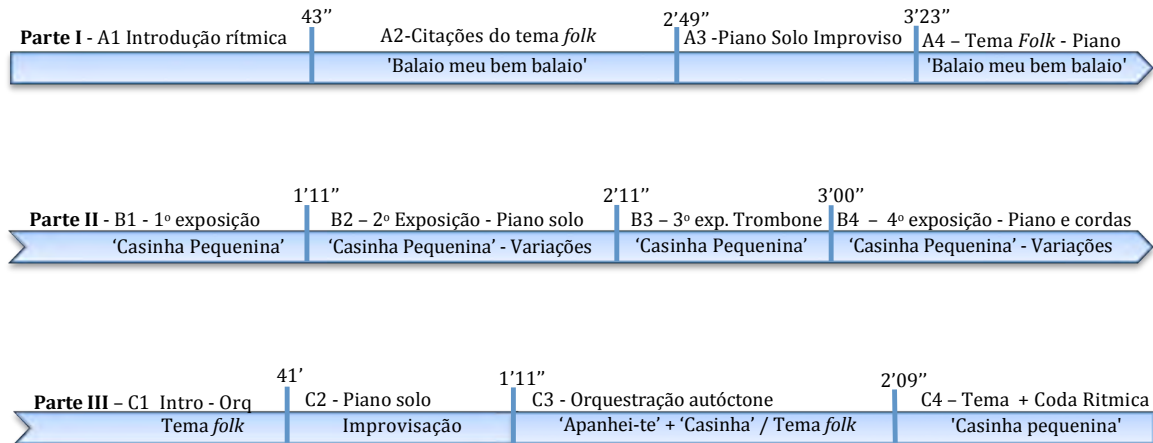 43’’ 2’49’’ 3’23’’
Parte I - A1 Introdução rítmica A2-Citações do tema folk A3 -Piano Solo Improviso A4 – Tema Folk - Piano
'Balaio meu bem balaio' 'Balaio meu bem balaio'
1’11’’ 2’11’’ 3’00’’
Parte II - B1 - 1º exposição B2 – 2º Exposição - Piano solo B3 – 3º exp. Trombone B4 – 4º exposição - Piano e cordas
‘Casinha Pequenina’ ‘Casinha Pequenina’ - Variações ‘Casinha Pequenina’ ‘Casinha Pequenina’ - Variações
41’ 1’11’’ 2’09’’
Parte III – C1 Intro - Orq C2 - Piano solo C3 - Orquestração autóctone C4 – Tema + Coda Ritmica
Tema folk Improvisação ‘Apanhei-te’ + ‘Casinha’ / Tema folk 'Casinha pequenina'